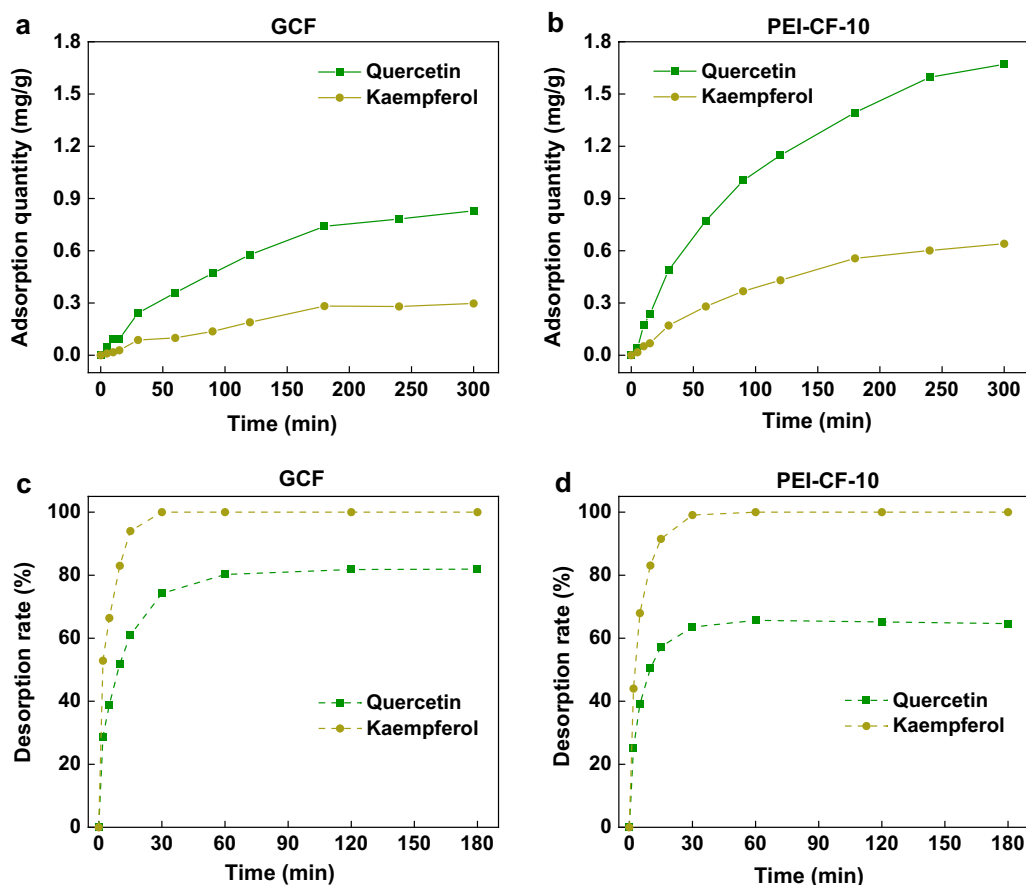 a
GCF
1.8
1.5
1.2
0.9
0.6
0.3
0.0
Adsorption quantity (mg/g)
Quercetin
Kaempferol
0 50 100 150 200 250 300
Time (min)
b
PEI-CF-10
1.8
1.5
1.2
0.9
0.6
0.3
0.0
Adsorption quantity (mg/g)
Quercetin
Kaempferol
0 50 100 150 200 250 300
Time (min)
c
GCF
100
80
60
40
20
0
Desorption rate (%)
Quercetin
Kaempferol
0 30 60 90 120 150 180
Time (min)
d
PEI-CF-10
100
80
60
40
20
0
Desorption rate (%)
Quercetin
Kaempferol
0 30 60 90 120 150 180
Time (min)